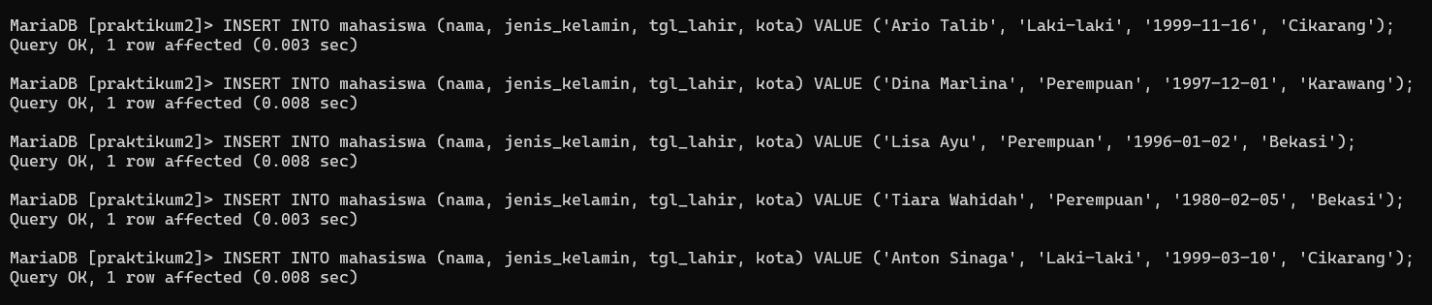 MariaDB [praktikum2]> INSERT INTO mahasiswa (nama, jenis_kelamin, tgl_lahir, kota) VALUE ('Ario Talib', 'Laki-laki', '1999-11-16', 'Cikarang');
Query OK, 1 row affected (0.003 sec)
MariaDB [praktikum2]> INSERT INTO mahasiswa (nama, jenis_kelamin, tgl_lahir, kota) VALUE ('Dina Marlina', 'Perempuan', '1997-12-01', 'Karawang');
Query OK, 1 row affected (0.008 sec)
MariaDB [praktikum2]> INSERT INTO mahasiswa (nama, jenis_kelamin, tgl_lahir, kota) VALUE ('Lisa Ayu', 'Perempuan', '1996-01-02', 'Bekasi');
Query OK, 1 row affected (0.008 sec)
MariaDB [praktikum2]> INSERT INTO mahasiswa (nama, jenis_kelamin, tgl_lahir, kota) VALUE ('Tiara Wahidah', 'Perempuan', '1980-02-05', 'Bekasi');
Query OK, 1 row affected (0.003 sec)
MariaDB [praktikum2]> INSERT INTO mahasiswa (nama, jenis_kelamin, tgl_lahir, kota) VALUE ('Anton Sinaga', 'Laki-laki', '1999-03-10', 'Cikarang');
Query OK, 1 row affected (0.008 sec)